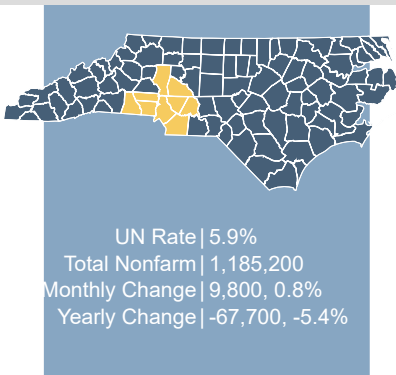 UN Rate| 5.9%
Total Nonfarm| 1,185,200
Monthly Change| 9,800, 0.8%
Yearly Change| -67,700, -5.4%